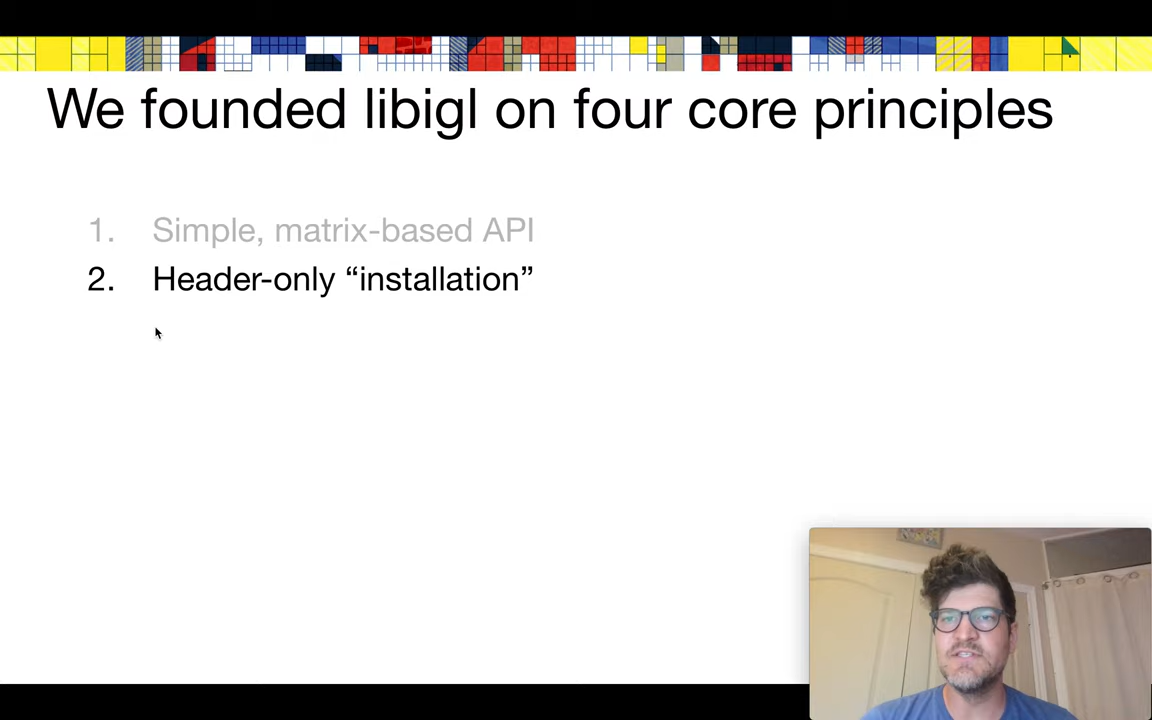 We founded libigl on four core principles
1. Simple, matrix-based API
2. Header-only “installation”